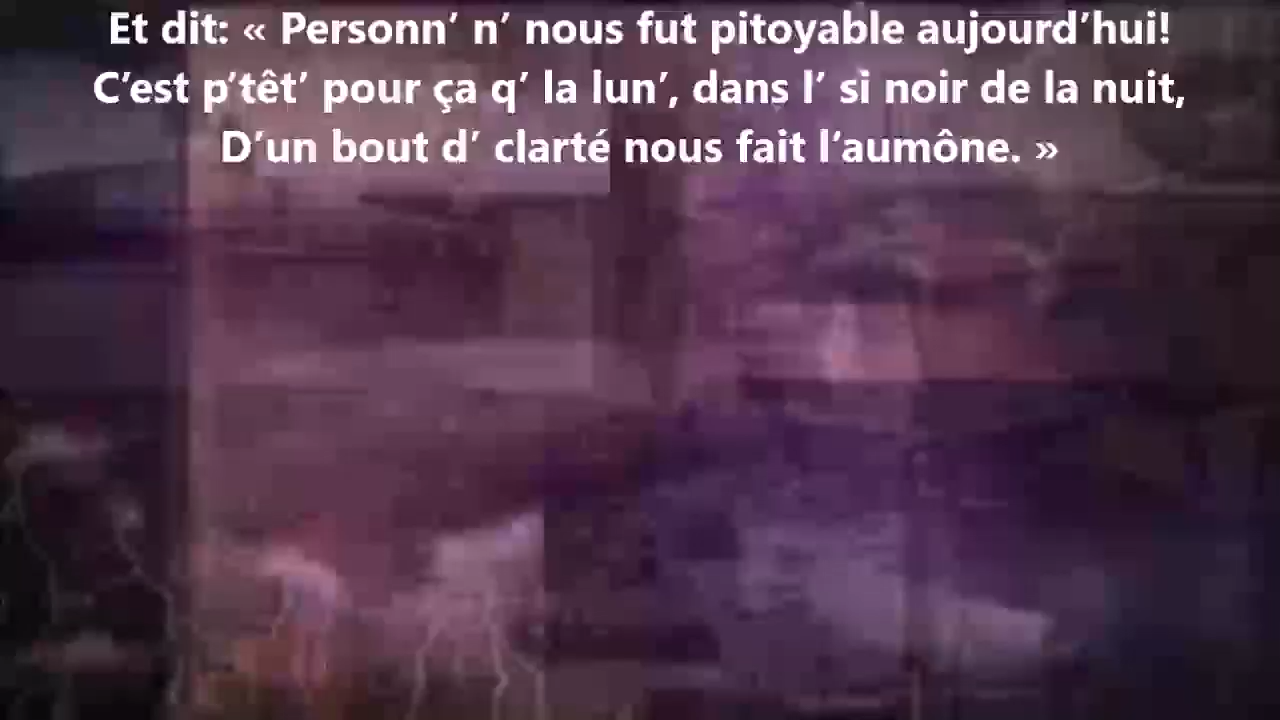 Et dit: « Personn’ n’ nous fut pitoyable aujourd’hui!
C’est p’têt’ pour ça q’ la lun’, dans l’ si noir de la nuit,
D’un bout d’ clarté nous fait l’aumône. »